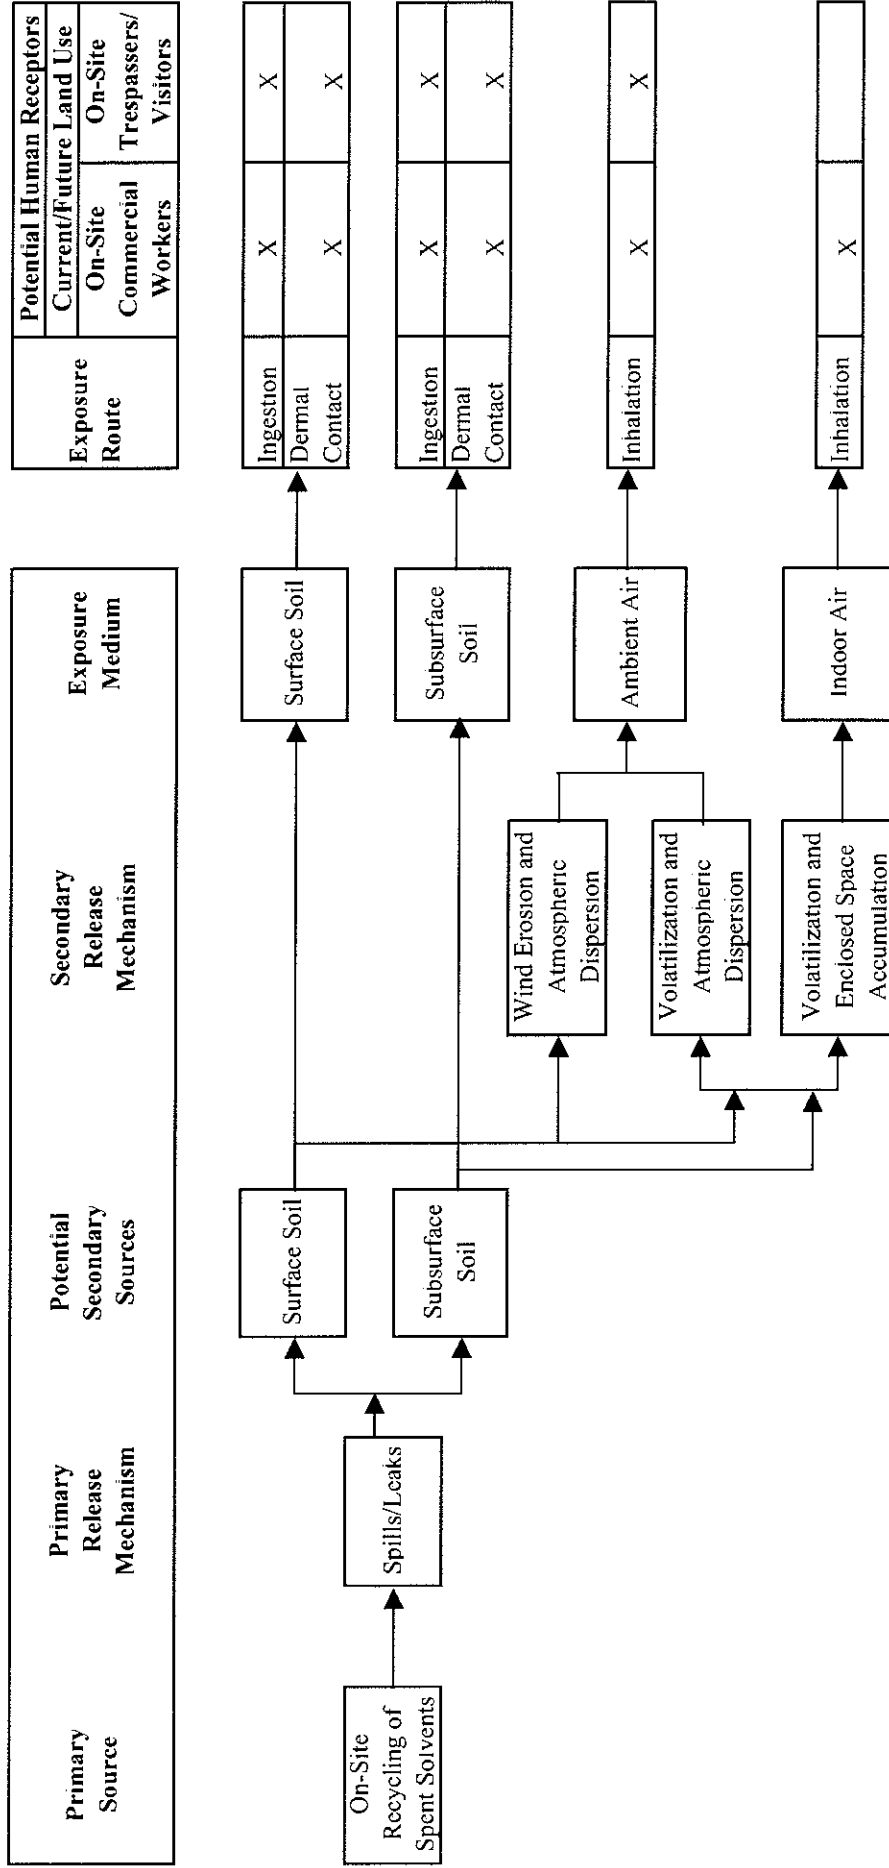 Primary
Source
Primary
Release
Mechanism
Potential
Secondary
Sources
Secondary
Release
Mechanism
Exposure
Medium
Exposure
Route
Potential Human Receptors
Current/Future Land Use
On-Site
Commercial
Workers
On-Site
Trespassers/
Visitors
On-Site
Recycling of
Spent Solvents
Spills/Leaks
Surface Soil
Subsurface
Soil
Wind Erosion and
Atmospheric
Dispersion
Volatilization and
Atmospheric
Dispersion
Volatilization and
Enclosed Space
Accumulation
Surface Soil
Subsurface
Soil
Ambient Air
Indoor Air
Ingestion X X
Dermal
Contact X X
Ingestion X X
Dermal
Contact X X
Inhalation X X
Inhalation X